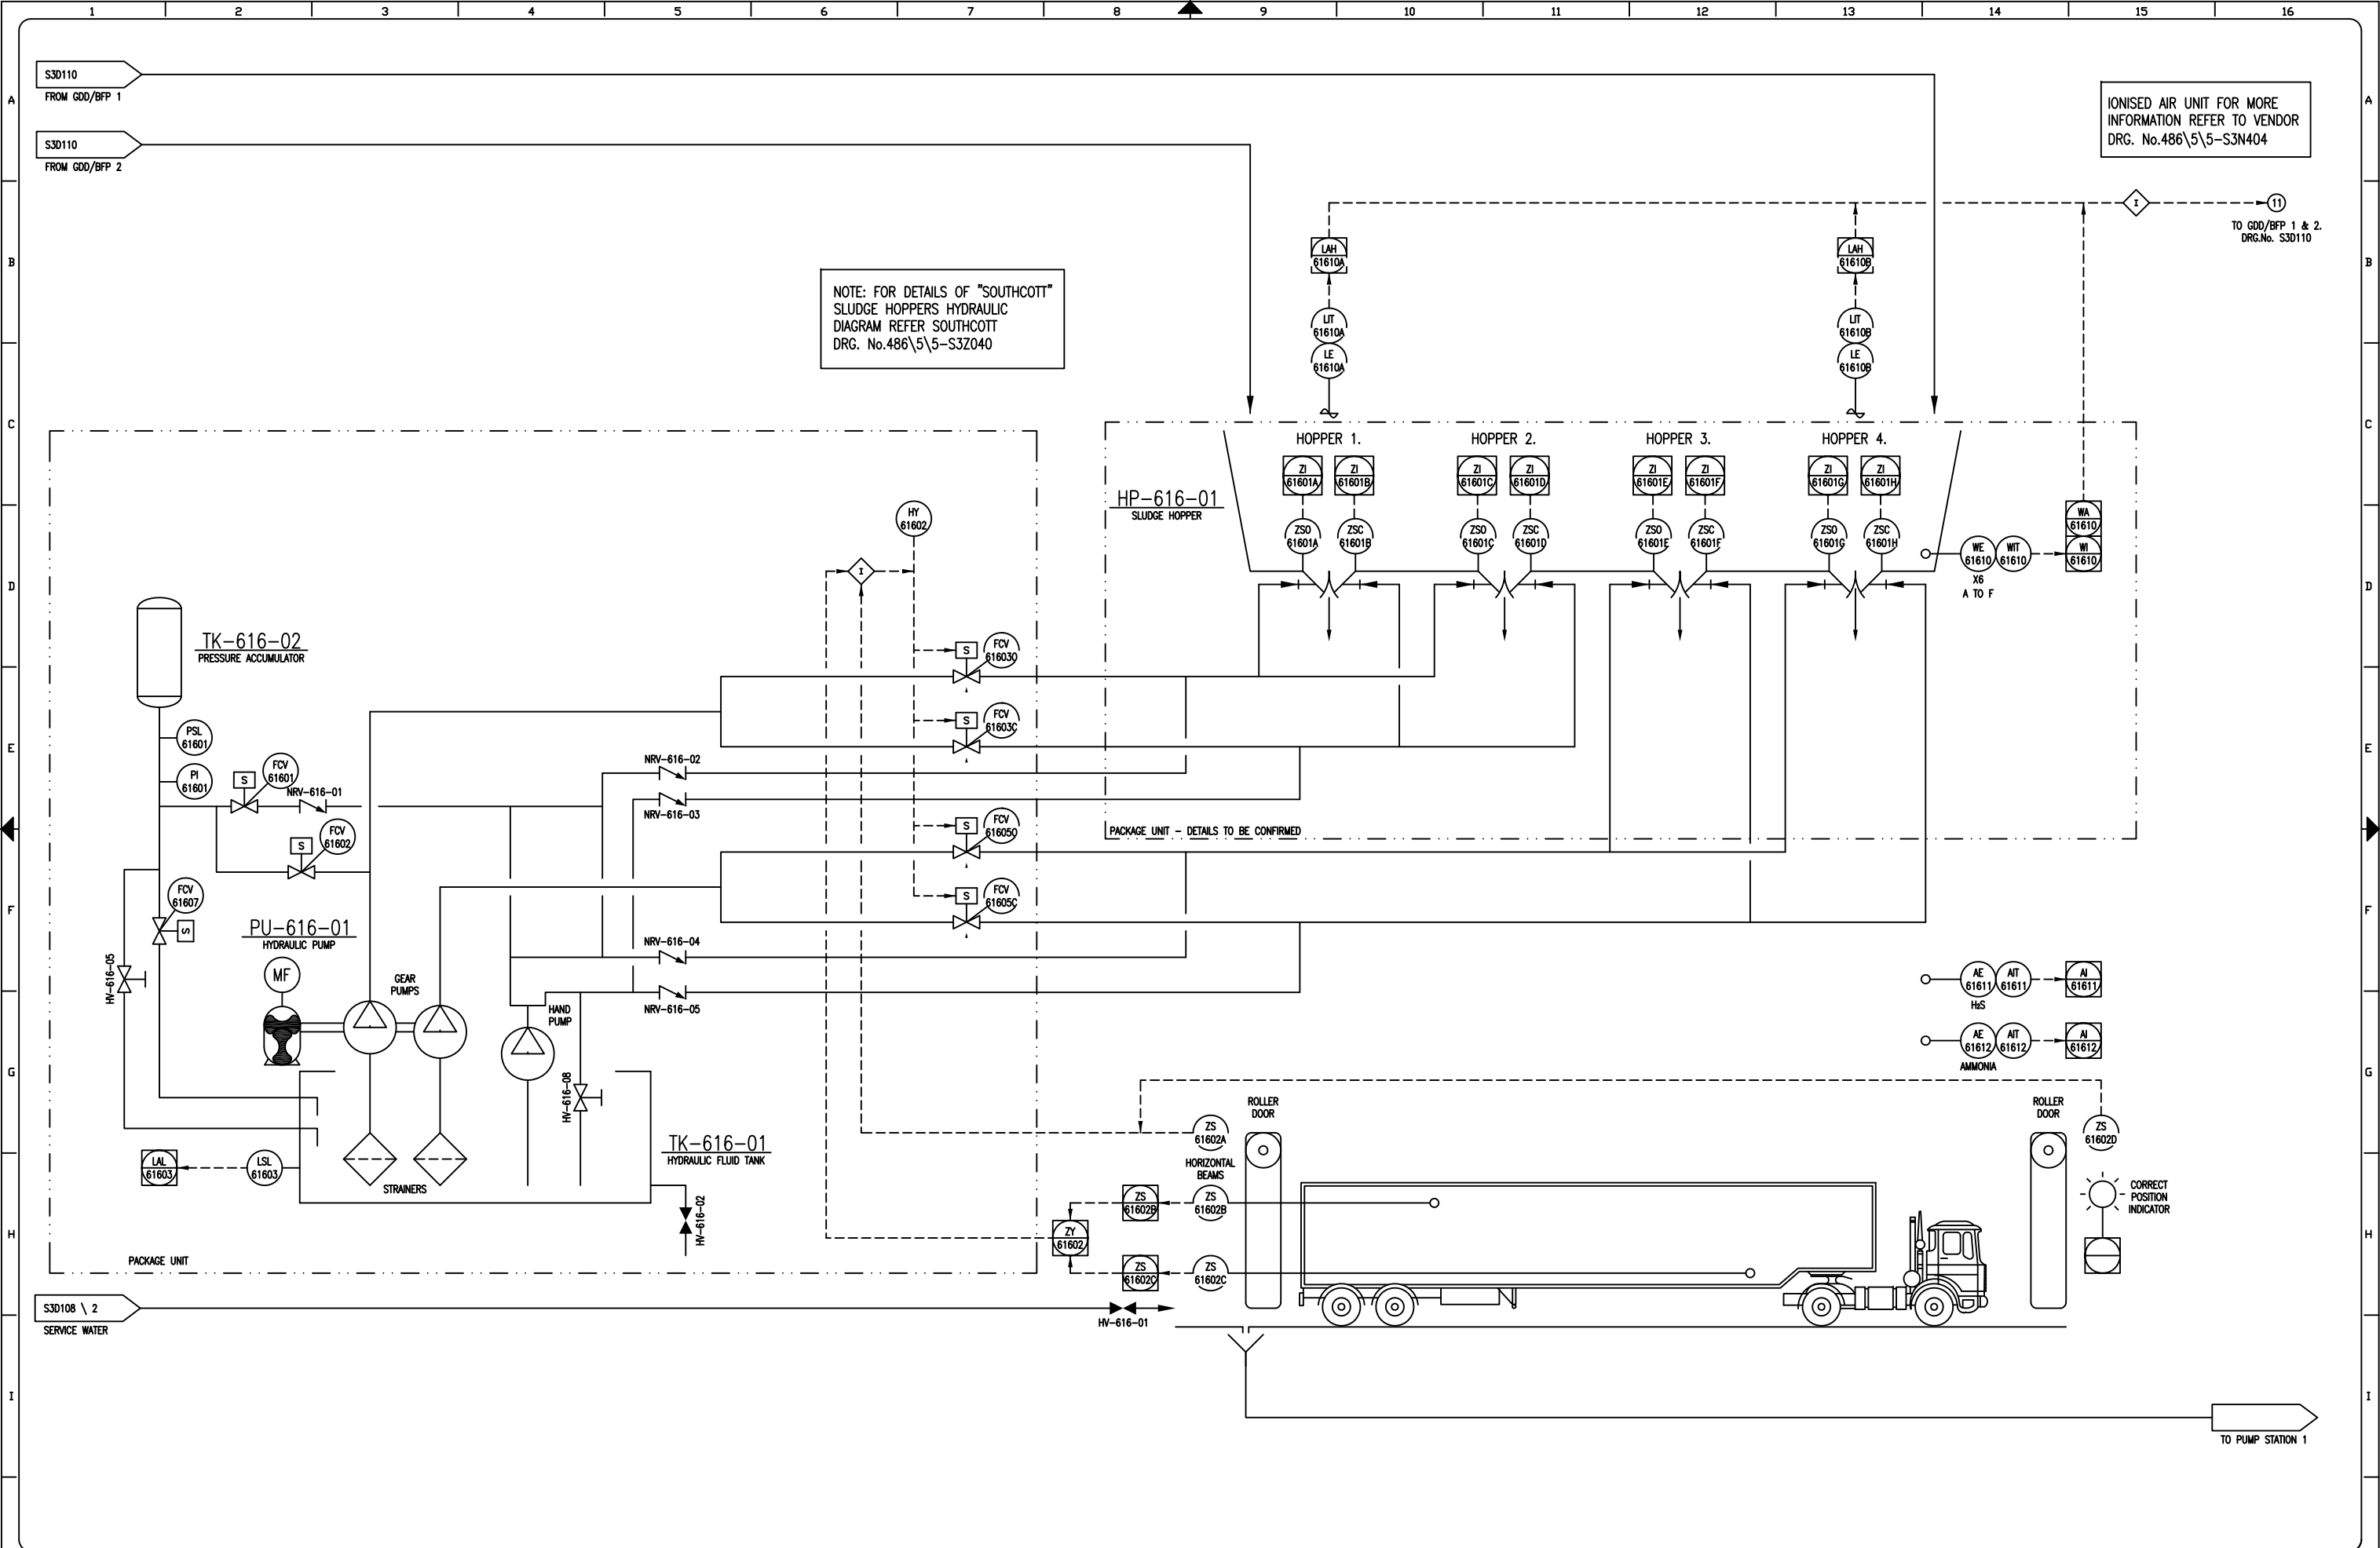 1 2 3 4 5 6 7 8 9 10 11 12 13 14 15 16
S3D110
FROM GDD/BFP 1
A
A
IONISED AIR UNIT FOR MORE
INFORMATION REFER TO VENDOR
DRG. No.486\5\5-S3N404
S3D110
FROM GDD/BFP 2
I
11
TO GDD/BFP 1 & 2.
DRG.No. S3D110
B
B
LAH
61610A
LAH
61610B
NOTE: FOR DETAILS OF "SOUTHCOTT"
SLUDGE HOPPERS HYDRAULIC
DIAGRAM REFER SOUTHCOTT
DRG. No.486\5\5-S3Z040
LIT
61610A
LIT
61610B
LE
61610A
LE
61610B
C
C
HOPPER 1.
HOPPER 2.
HOPPER 3.
HOPPER 4.
ZI
61601A
ZI
61601B
ZI
61601C
ZI
61601D
ZI
61601E
ZI
61601F
ZI
61601G
ZI
61601H
HP-616-01
SLUDGE HOPPER
HY
61602
ZSO
61601A
ZSC
61601B
ZSO
61601C
ZSC
61601D
ZSO
61601E
ZSC
61601F
ZSO
61601G
ZSC
61601H
WA
61610
WE
61610
WIT
61610
WI
61610
X6
A TO F
D
D
I
TK-616-02
PRESSURE ACCUMULATOR
S
FCV
61603O
S
FCV
61603C
E
E
PSL
61601
PI
61601
S
FCV
61601
NRV-616-01
NRV-616-02
NRV-616-03
S
FCV
61602
S
FCV
61605O
PACKAGE UNIT - DETAILS TO BE CONFIRMED
S
FCV
61605C
F
F
FCV
61607
S
PU-616-01
HYDRAULIC PUMP
MF
GEAR
PUMPS
NRV-616-04
HV-616-05
NRV-616-05
HAND
PUMP
AE
61611
AIT
61611
AI
61611
H2S
AE
61612
AIT
61612
AI
61612
AMMONIA
G
G
HV-616-08
TK-616-01
HYDRAULIC FLUID TANK
ROLLER
DOOR
ROLLER
DOOR
ZS
61602A
ZS
61602D
HORIZONTAL
BEAMS
LAL
61603
LSL
61603
STRAINERS
HV-616-02
ZS
61602B
ZS
61602B
CORRECT
POSITION
INDICATOR
H
H
ZY
61602
ZS
61602C
ZS
61602C
PACKAGE UNIT
S3D108 \ 2
SERVICE WATER
HV-616-01
I
I
TO PUMP STATION 1